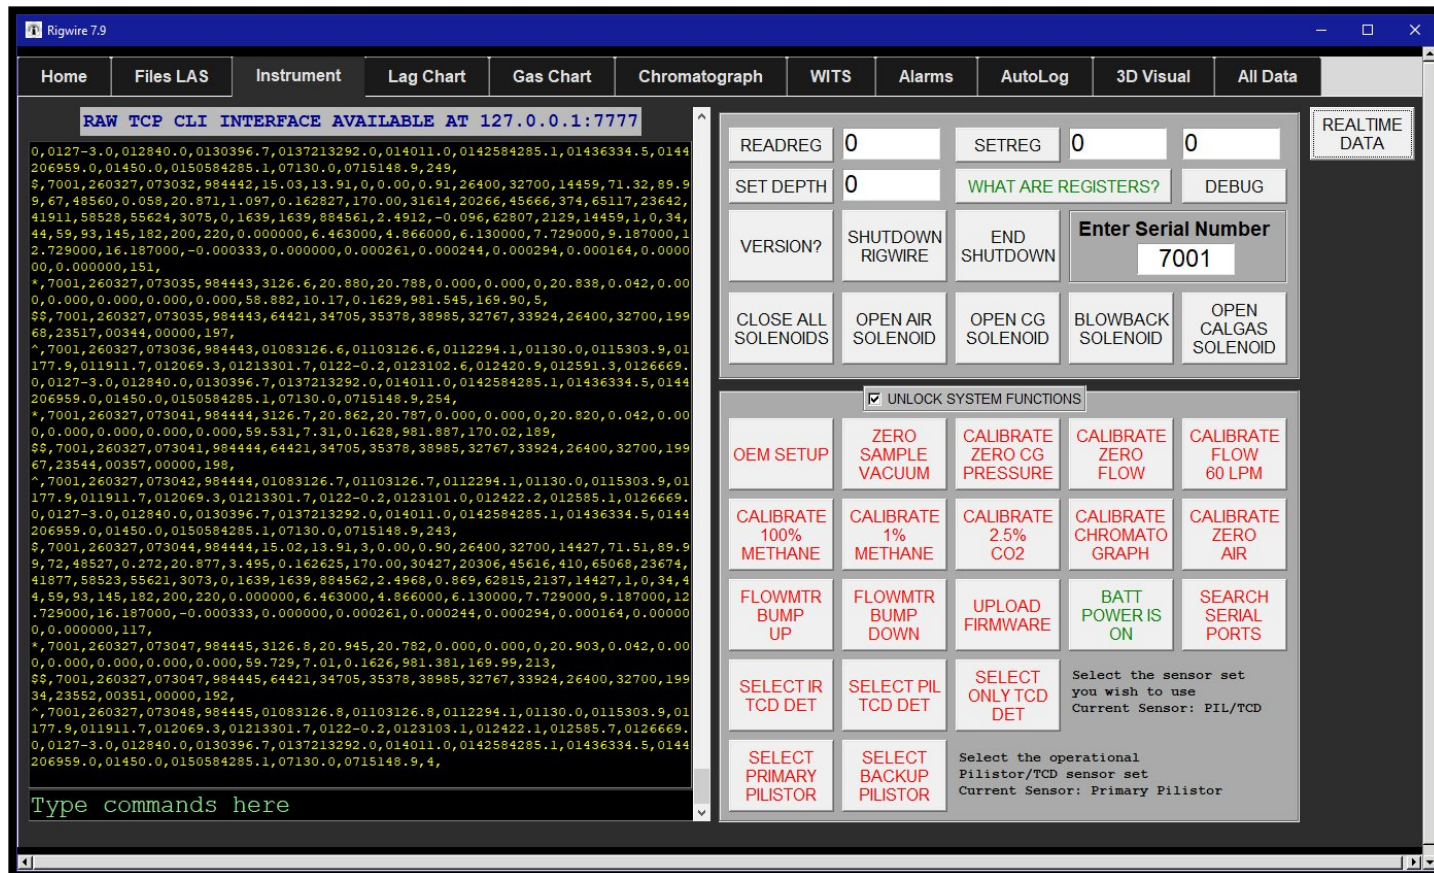 Rigwire 7.9
Home Files LAS Instrument Lag Chart Gas Chart Chromatograph WITS Alarms AutoLog 3D Visual All Data
RAW TCP CLI INTERFACE AVAILABLE AT 127.0.0.1:7777
0,0127-3.0,012840.0,0130396.7,0137213292.0,014011.0,0142584285.1,01436334.5,0144
206959.0,01450.0,0150584285.1,07130.0,0715148.9,249,
$,7001,260327,073032,984442,15.03,13.91,0,0.00,0.91,26400,32700,14459,71.32,89.9
9,67,48560,0.058,20.871,1.097,0.162827,170.00,31614,20266,45666,374,65117,23642,
41911,58528,55624,3075,0,1639,1639,884561,2.4912,-0.096,62807,2129,14459,1,0,34,
44,59,93,145,182,200,220,0.000000,6.463000,4.866000,6.130000,7.729000,9.187000,1
2.729000,16.187000,-0.000333,0.000000,0.000261,0.000244,0.000294,0.000164,0.0000
00,0.000000,151,
*,7001,260327,073035,984443,3126.6,20.880,20.788,0.000,0.000,0,20.838,0.042,0.00
0,0.000,0.000,0.000,0.000,58.882,10.17,0.1629,981.545,169.90,5,
$$,7001,260327,073035,984443,64421,34705,35378,38985,32767,33924,26400,32700,199
68,23517,00344,00000,197,
^,7001,260327,073036,984443,01083126.6,01103126.6,0112294.1,01130.0,0115303.9,01
177.9,011911.7,012069.3,01213301.7,0122-0.2,0123102.6,012420.9,012591.3,0126669.
0,0127-3.0,012840.0,0130396.7,0137213292.0,014011.0,0142584285.1,01436334.5,0144
206959.0,01450.0,0150584285.1,07130.0,0715148.9,254,
*,7001,260327,073041,984444,3126.7,20.862,20.787,0.000,0.000,0,20.820,0.042,0.00
0,0.000,0.000,0.000,0.000,59.531,7.31,0.1628,981.887,170.02,189,
$$,7001,260327,073041,984444,64421,34705,35378,38985,32767,33924,26400,32700,199
67,23544,00357,00000,198,
^,7001,260327,073042,984444,01083126.7,01103126.7,0112294.1,01130.0,0115303.9,01
177.9,011911.7,012069.3,01213301.7,0122-0.2,0123101.0,012422.2,012585.1,0126669.
0,0127-3.0,012840.0,0130396.7,0137213292.0,014011.0,0142584285.1,01436334.5,0144
206959.0,01450.0,0150584285.1,07130.0,0715148.9,243,
$,7001,260327,073044,984444,15.02,13.91,3,0.00,0.90,26400,32700,14427,71.51,89.9
9,72,48527,0.272,20.877,3.495,0.162625,170.00,30427,20306,45616,410,65068,23674,
41877,58523,55621,3073,0,1639,1639,884562,2.4968,0.869,62815,2137,14427,1,0,34,4
4,59,93,145,182,200,220,0.000000,6.463000,4.866000,6.130000,7.729000,9.187000,12
.729000,16.187000,-0.000333,0.000000,0.000261,0.000244,0.000294,0.000164,0.00000
0,0.000000,117,
*,7001,260327,073047,984445,3126.8,20.945,20.782,0.000,0.000,0,20.903,0.042,0.00
0,0.000,0.000,0.000,0.000,59.729,7.01,0.1626,981.381,169.99,213,
$$,7001,260327,073047,984445,64421,34705,35378,38985,32767,33924,26400,32700,199
34,23552,00351,00000,192,
^,7001,260327,073048,984445,01083126.8,01103126.8,0112294.1,01130.0,0115303.9,01
177.9,011911.7,012069.3,01213301.7,0122-0.2,0123103.1,012422.1,012585.7,0126669.
0,0127-3.0,012840.0,0130396.7,0137213292.0,014011.0,0142584285.1,01436334.5,0144
206959.0,01450.0,0150584285.1,07130.0,0715148.9,4,
Type commands here
READREG 0 SETREG 0 0
SET DEPTH 0 WHAT ARE REGISTERS? DEBUG
VERSION?
SHUTDOWN
RIGWIRE
END
SHUTDOWN
Enter Serial Number
7001
CLOSE ALL
SOLENOIDS
OPEN AIR
SOLENOID
OPEN CG
SOLENOID
BLOWBACK
SOLENOID
OPEN
CALGAS
SOLENOID
REALTIME
DATA
UNLOCK SYSTEM FUNCTIONS
OEM SETUP
ZERO
SAMPLE
VACUUM
CALIBRATE
ZERO CG
PRESSURE
CALIBRATE
ZERO
FLOW
CALIBRATE
FLOW
60 LPM
CALIBRATE
100%
METHANE
CALIBRATE
1%
METHANE
CALIBRATE
2.5%
CO2
CALIBRATE
CHROMATO
GRAPH
CALIBRATE
ZERO
AIR
FLOWMTR
BUMP
UP
FLOWMTR
BUMP
DOWN
UPLOAD
FIRMWARE
BATT
POWER IS
ON
SEARCH
SERIAL
PORTS
SELECT IR
TCD DET
SELECT PIL
TCD DET
SELECT
ONLY TCD
DET
Select the sensor set
you wish to use
Current Sensor: PIL/TCD
SELECT
PRIMARY
PILISTOR
SELECT
BACKUP
PILISTOR
Select the operational
Pilistor/TCD sensor set
Current Sensor: Primary Pilistor